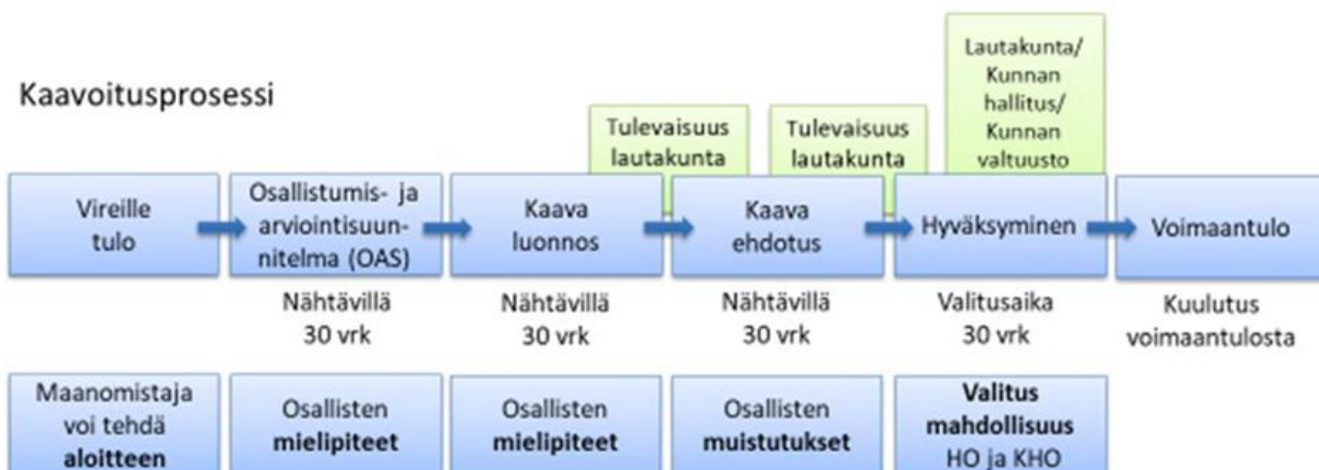 Kaavoitusprosessi
Tulevaisuus
lautakunta
Tulevaisuus
lautakunta
Lautakunta/
Kunnan
hallitus/
Kunnan
valtuusto
Vireille
tulo
Osallistumis- ja
arviointisuun-
nitelma (OAS)
Kaava
luonnos
Kaava
ehdotus
Hyväksyminen
Voimaantulo
Nähtävillä
30 vrk
Nähtävillä
30 vrk
Nähtävillä
30 vrk
Valitusaika
30 vrk
Kuulutus
voimaantulosta
Maanomistaja
voi tehdä
aloitteen
Osallisten
mielipiteet
Osallisten
mielipiteet
Osallisten
muistutukset
Valitus
mahdollisuus
HO ja KHO